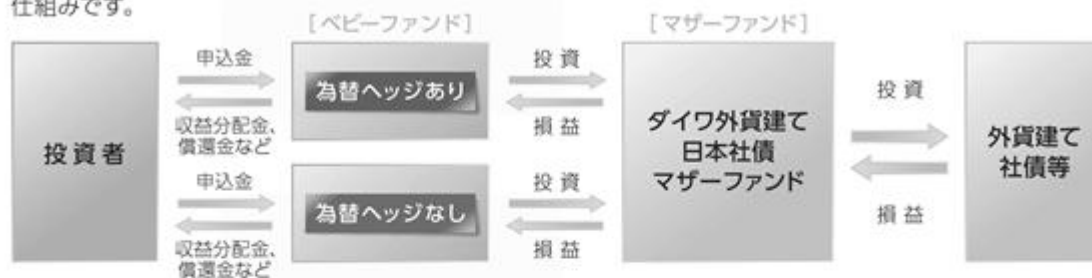 仕組みです。
[ベビーファンド]
[マザーファンド]
投資者
申込金
収益分配金、
償還金など
申込金
収益分配金、
償還金など
為替ヘッジあり
為替ヘッジなし
投資
損益
投資
損益
ダイワ外貨建て
日本社債
マザーファンド
投資
損益
外貨建て
社債等